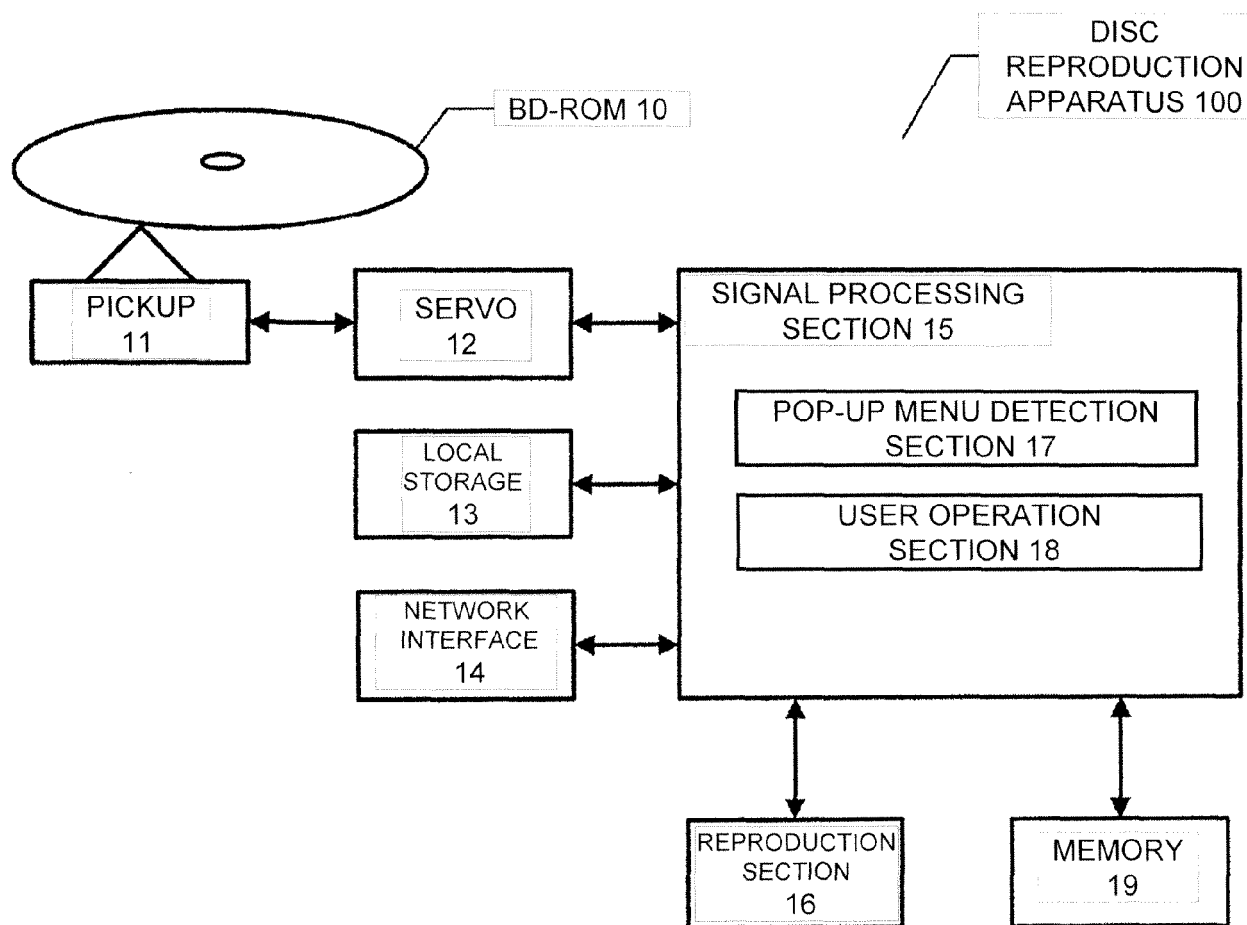 DISC
REPRODUCTION
APPARATUS 100
BD-ROM 10
PICKUP
11
SERVO
12
SIGNAL PROCESSING
SECTION 15
POP-UP MENU DETECTION
SECTION 17
LOCAL
STORAGE
13
USER OPERATION
SECTION 18
NETWORK
INTERFACE
14
REPRODUCTION
SECTION
16
MEMORY
19